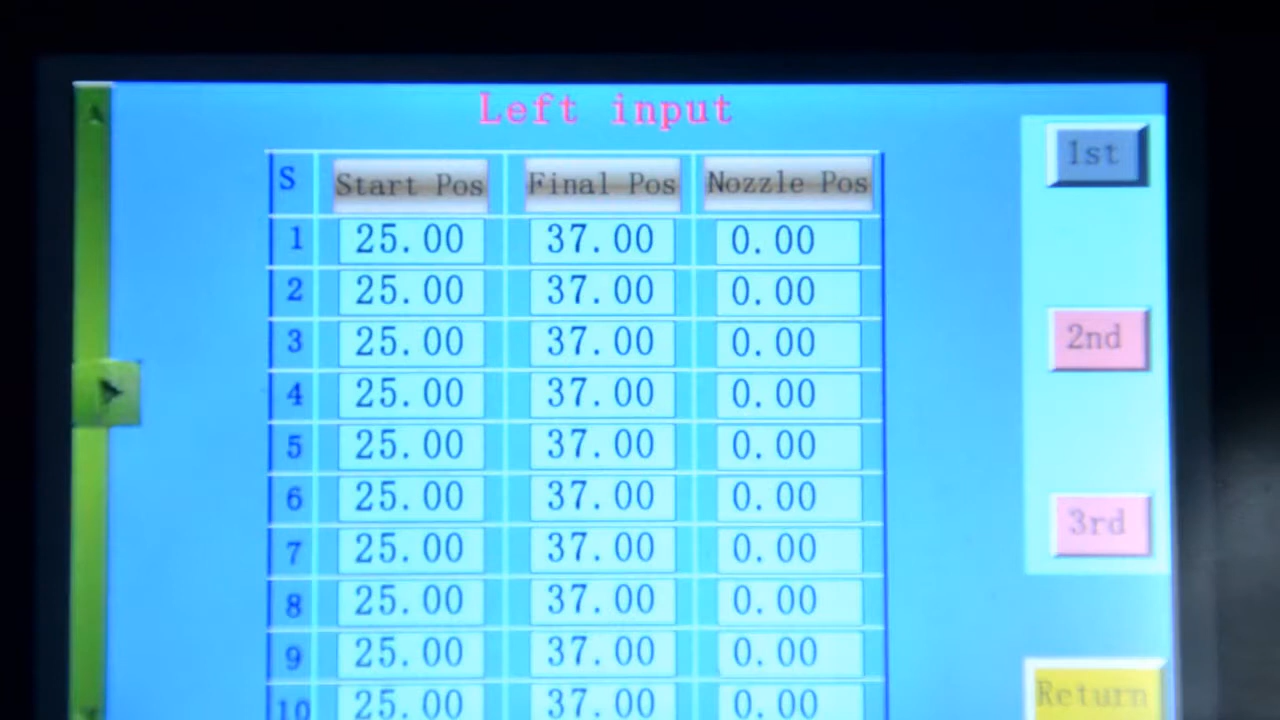 Left input
S Start Pos Final Pos Nozzle Pos
1 25.00 37.00 0.00
2 25.00 37.00 0.00
3 25.00 37.00 0.00
4 25.00 37.00 0.00
5 25.00 37.00 0.00
6 25.00 37.00 0.00
7 25.00 37.00 0.00
8 25.00 37.00 0.00
9 25.00 37.00 0.00
10 25.00 37.00 0.00
1st
2nd
3rd
Return